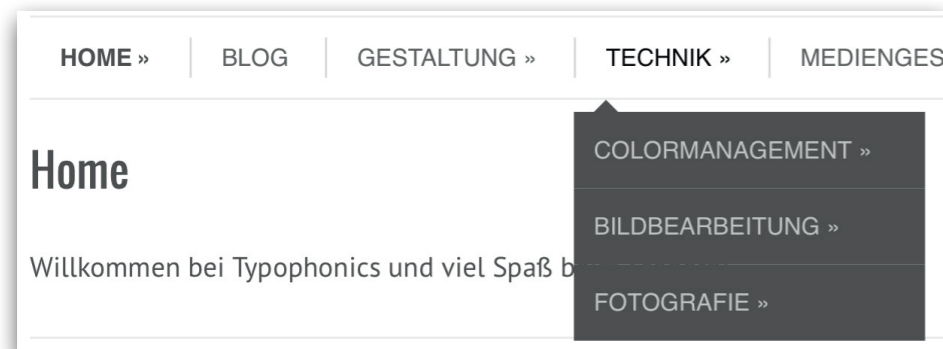 HOME » BLOG GESTALTUNG » TECHNIK » MEDIENGES
COLORMANAGEMENT »
Home
BILDBEARBEITUNG »
Willkommen bei Typophonics und viel Spaß b
FOTOGRAFIE »